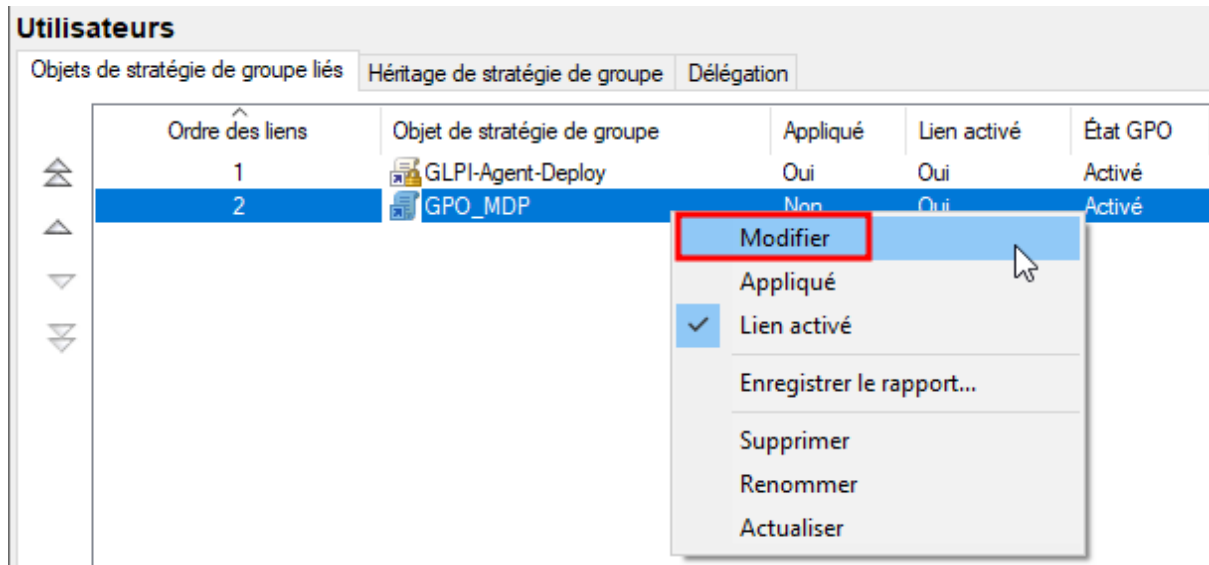 Utilisateurs
Objets de stratégie de groupe liés Héritage de stratégie de groupe Délégation
Ordre des liens Objet de stratégie de groupe Appliqué Lien activé État GPO
1 GLPI-Agent-Deploy Oui Oui Activé
2 GPO_MDP Non Oui Activé
Modifier
Appliqué
Lien activé
Enregistrer le rapport...
Supprimer
Renommer
Actualiser